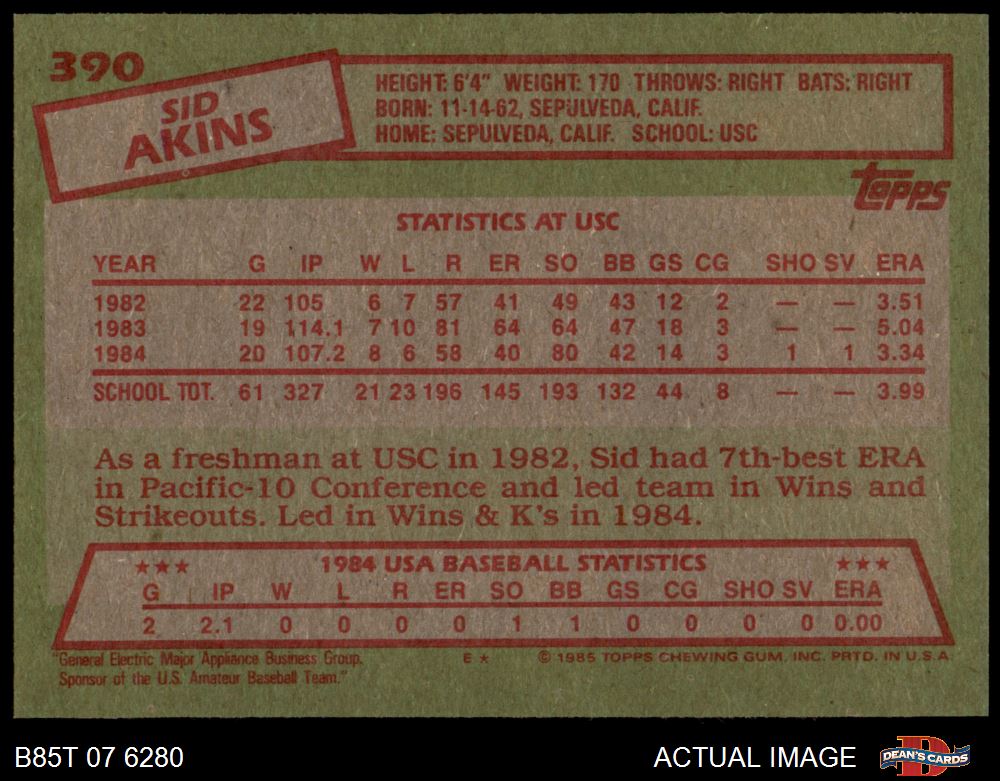 390
SID
AKINS
HEIGHT: 6'4" WEIGHT: 170 THROWS: RIGHT BATS: RIGHT
BORN: 11-14-62, SEPULVEDA, CALIF.
HOME: SEPULVEDA, CALIF. SCHOOL: USC
topps
STATISTICS AT USC
YEAR G IP W L R ER SO BB GS CG SHO SV ERA
1982 22 105 6 7 57 41 49 43 12 2 — — 3.51
1983 19 114.1 7 10 81 64 64 47 18 3 — — 5.04
1984 20 107.2 8 6 58 40 80 42 14 3 1 1 3.34
SCHOOL TOT. 61 327 21 23 196 145 193 132 44 8 — — 3.99
As a freshman at USC in 1982, Sid had 7th-best ERA
in Pacific-10 Conference and led team in Wins and
Strikeouts. Led in Wins & K's in 1984.
★★★ 1984 USA BASEBALL STATISTICS ★★★
G IP W L R ER SO BB GS CG SHO SV ERA
2 2.1 0 0 0 0 1 1 0 0 0 0 0.00
"General Electric Major Appliance Business Group,
Sponsor of the U.S. Amateur Baseball Team."
E ★ © 1985 TOPPS CHEWING GUM, INC. PRTD. IN U.S.A.
B85T 07 6280
ACTUAL IMAGE
DEAN'S CARDS